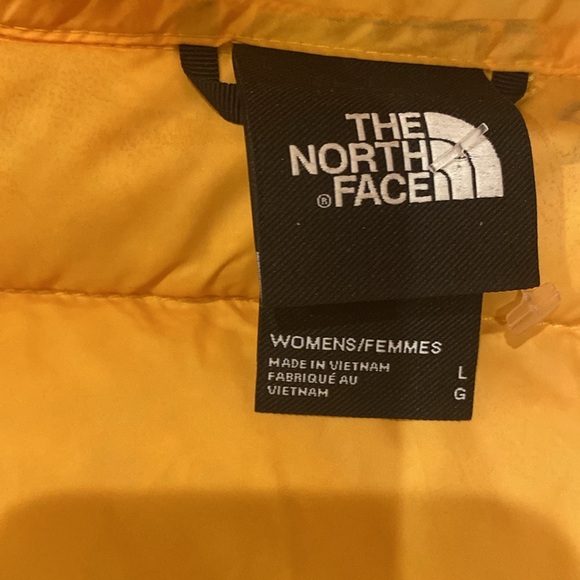 THE
NORTH
® FACE
WOMENS/FEMMES
MADE IN VIETNAM
FABRIQUÉ AU
VIETNAM
L
G